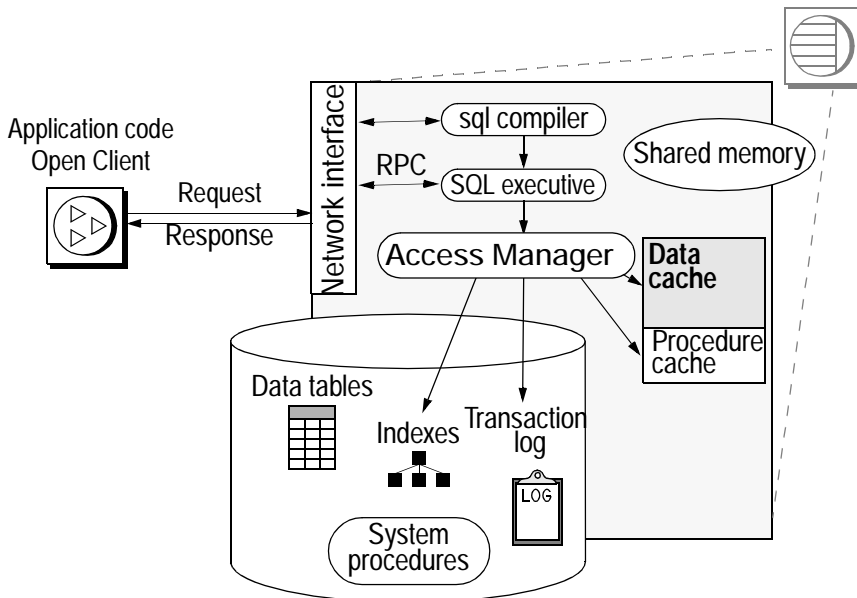 Application code
Open Client
Request
Response
Network interface
sql compiler
RPC
SQL executive
Shared memory
Access Manager
Data
cache
Procedure
cache
Data tables
Indexes
Transaction
log
LOG
System
procedures